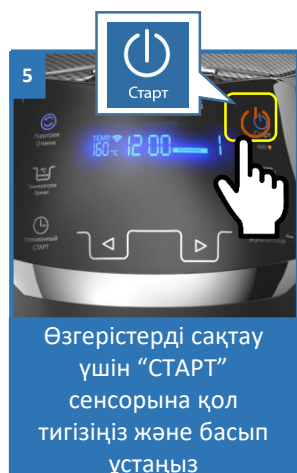 Старт
5
Подогрев
Отмена
TEMP
160 °C 12 00 1
Температура
Время
Отложенный
СТАРТ
Өзгерістерді сақтау
үшін “СТАРТ”
сенсорына қол
тигізіңіз және басып
ұстаңыз